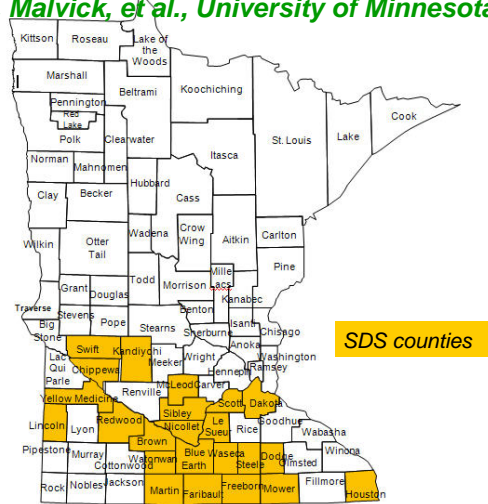 Malvick, et al., University of Minnesota
Kittson
Roseau
Lake of
the
Woods
Marshall
Beltrami
Koochiching
Pennington
Red
Lake
Polk
Clearwater
St. Louis
Lake
Cook
Itasca
Norman
Mahnomen
Hubbard
Cass
Clay
Becker
Wadena
Crow
Wing
Aitkin
Carlton
Wilkin
Otter
Tail
Pine
Todd
Morrison
Mille
Lacs
Kanabec
Grant
Douglas
Benton
Traverse
Stevens
Pope
Stearns
Isanti
Sherburne
Chisago
Anoka
Big
Stone
Swift
Kandiyohi
Meeker
Wright
Washington
Ramsey
Hennepin
SDS counties
Lac
Qui
Parle
Chippewa
McLeod
Carver
Renville
Yellow Medicine
Scott
Dakota
Sibley
Lincoln
Lyon
Redwood
Nicollet
Le
Sueur
Rice
Goodhue
Wabasha
Brown
Pipestone
Murray
Cottonwood
Watonwan
Blue
Earth
Waseca
Steele
Dodge
Olmsted
Winona
Rock
Nobles
Jackson
Martin
Faribault
Freeborn
Mower
Fillmore
Houston